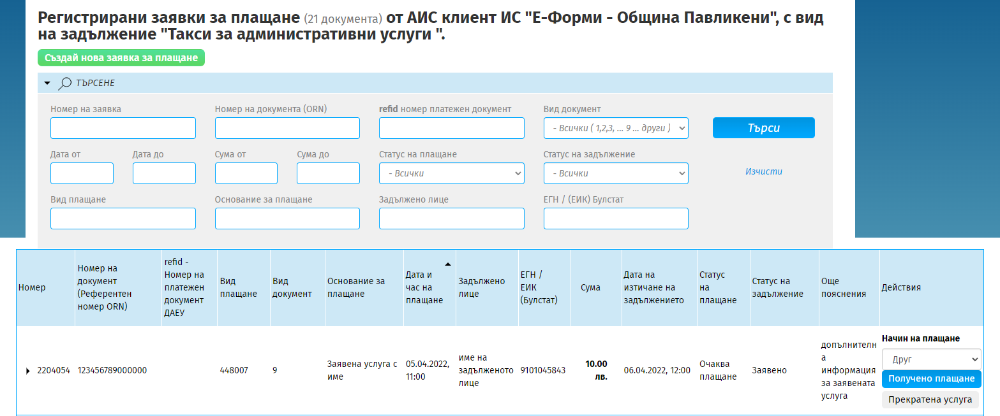 Регистрирани заявки за плащане (21 документа) от АИС клиент ИС "Е-Форми - Община Павликени", с вид
на задължение "Такси за административни услуги ".
Създай нова заявка за плащане
ТЪРСЕНЕ
Номер на заявка
Номер на документа (ORN)
refid номер платежен документ
Вид документ
- Всички ( 1,2,3, ... 9 ... други )
Търси
Дата от
Дата до
Сума от
Сума до
Статус на плащане
Статус на задължение
- Всички
- Всички
Изчисти
Вид плащане
Основание за плащане
Задължено лице
ЕГН / (ЕИК) Булстат
Номер
Номер на
документ
(Референтен
номер ORN)
refid -
Номер на
платежен
документ
ДАЕУ
Вид
плащане
Вид
документ
Основание за
плащане
Дата и
час на
плащане
Задължено
лице
ЕГН /
ЕИК
(Булстат)
Сума
Дата на
изтичане на
задължението
Статус
на
плащане
Статус на
задължение
Още
пояснения
Действия
2204054
123456789000000
448007
9
Заявена услуга с
име
05.04.2022,
11:00
име на
задълженото
лице
9101045843
10.00
лв.
06.04.2022, 12:00
Очаква
плащане
Заявено
допълнителн
а
информация
за заявената
услуга
Начин на плащане
Друг
Получено плащане
Прекратена услуга